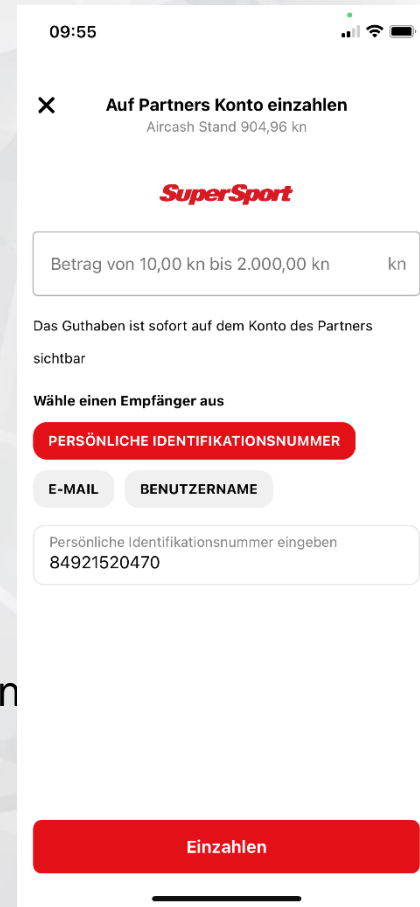 09:55
Auf Partners Konto einzahlen
Aircash Stand 904,96 kn
SuperSport
Betrag von 10,00 kn bis 2.000,00 kn kn
Das Guthaben ist sofort auf dem Konto des Partners
sichtbar
Wähle einen Empfänger aus
PERSÖNLICHE IDENTIFIKATIONSNUMMER
E-MAIL BENUTZERNAME
Persönliche Identifikationsnummer eingeben
84921520470
n
Einzahlen